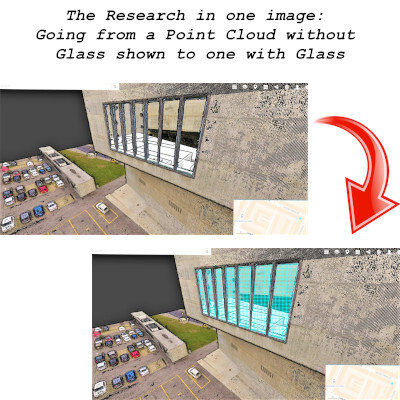 The Research in one image:
Going from a Point Cloud without
Glass shown to one with Glass